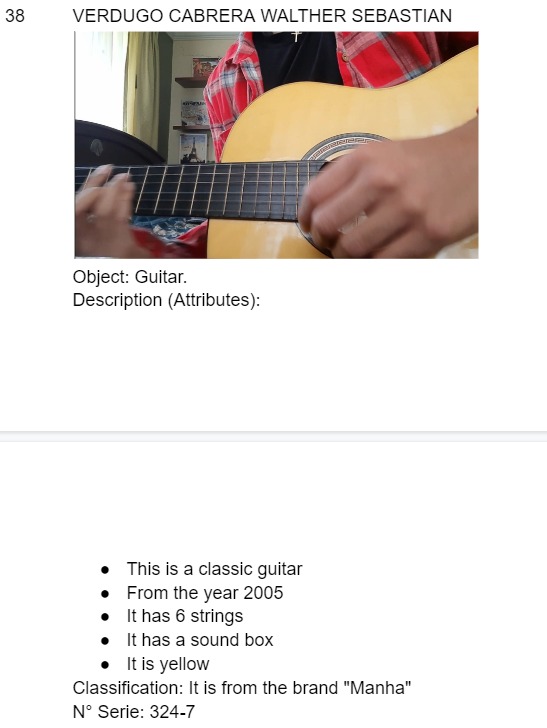 38 VERDUGO CABRERA WALTHER SEBASTIAN
Object: Guitar.
Description (Attributes):
● This is a classic guitar
● From the year 2005
● It has 6 strings
● It has a sound box
● It is yellow
Classification: It is from the brand "Manha"
N° Serie: 324-7